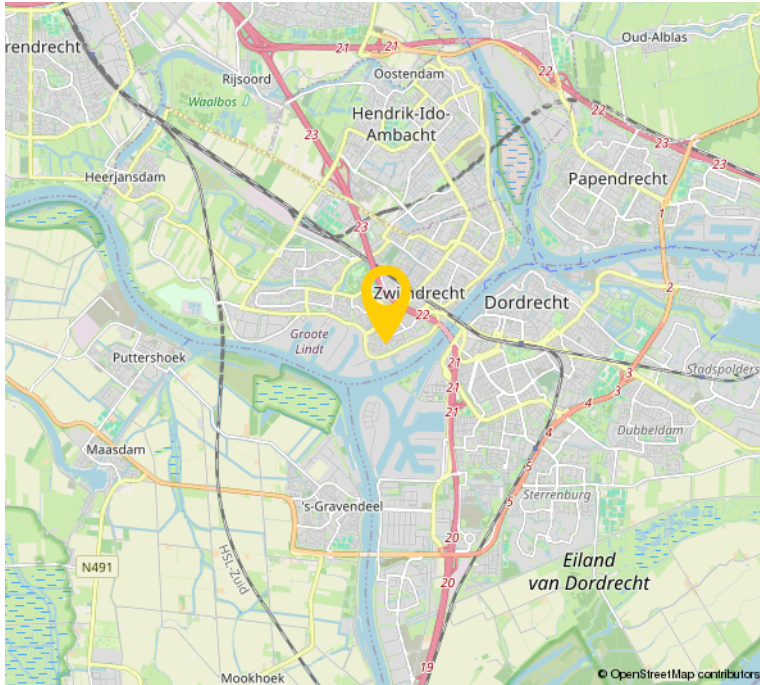 21
21
Oud-Alblas
rendrecht
Rijsoord
Oostendam
22
Waalbos
Hendrik-Ido-
Ambacht
22
23
23
23
Heerjansdam
Papendrecht
1
23
2
Zwijndrecht
Dordrecht
22
Groote
Lindt
Puttershoek
21
21
21
3
3
Stadspolders
4
4
Dubbeldam
Maasdam
5
5
Sterrenburg
's-Gravendeel
20
HSL-Zuid
N491
Eiland
van Dordrecht
20
19
Mookhoek
© OpenStreetMap contributors